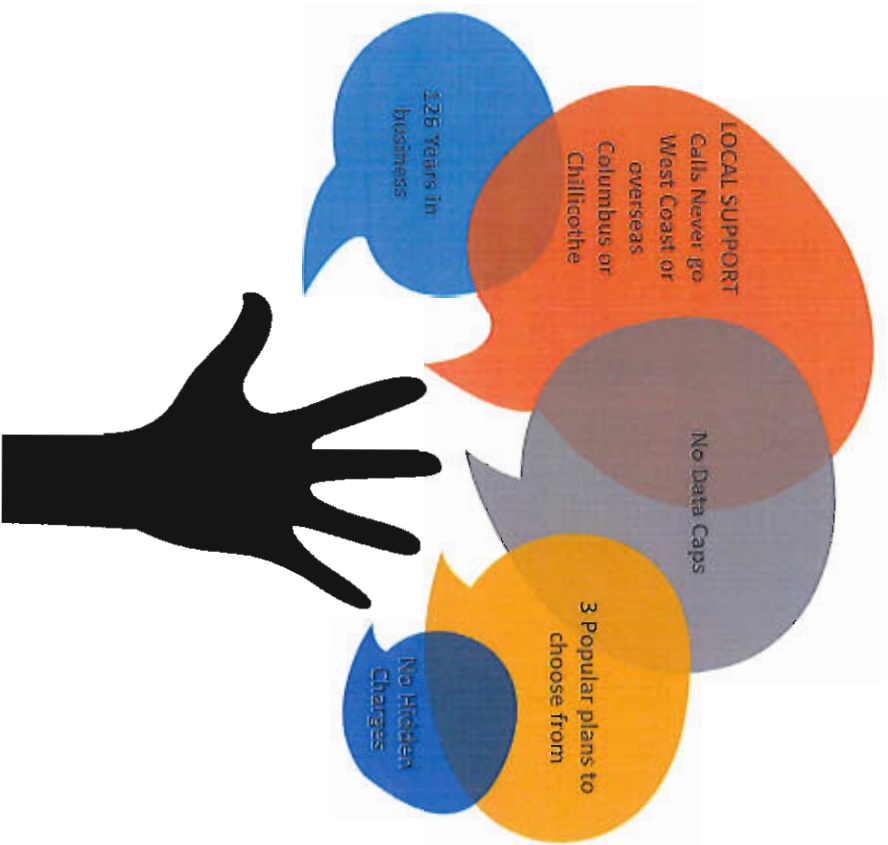 126 Years in
business
LOCAL SUPPORT
Calls Never go
West Coast or
overseas
Columbus or
Chillicothe
No Data Caps
3 Popular plans to
choose from
No Hidden
Charges